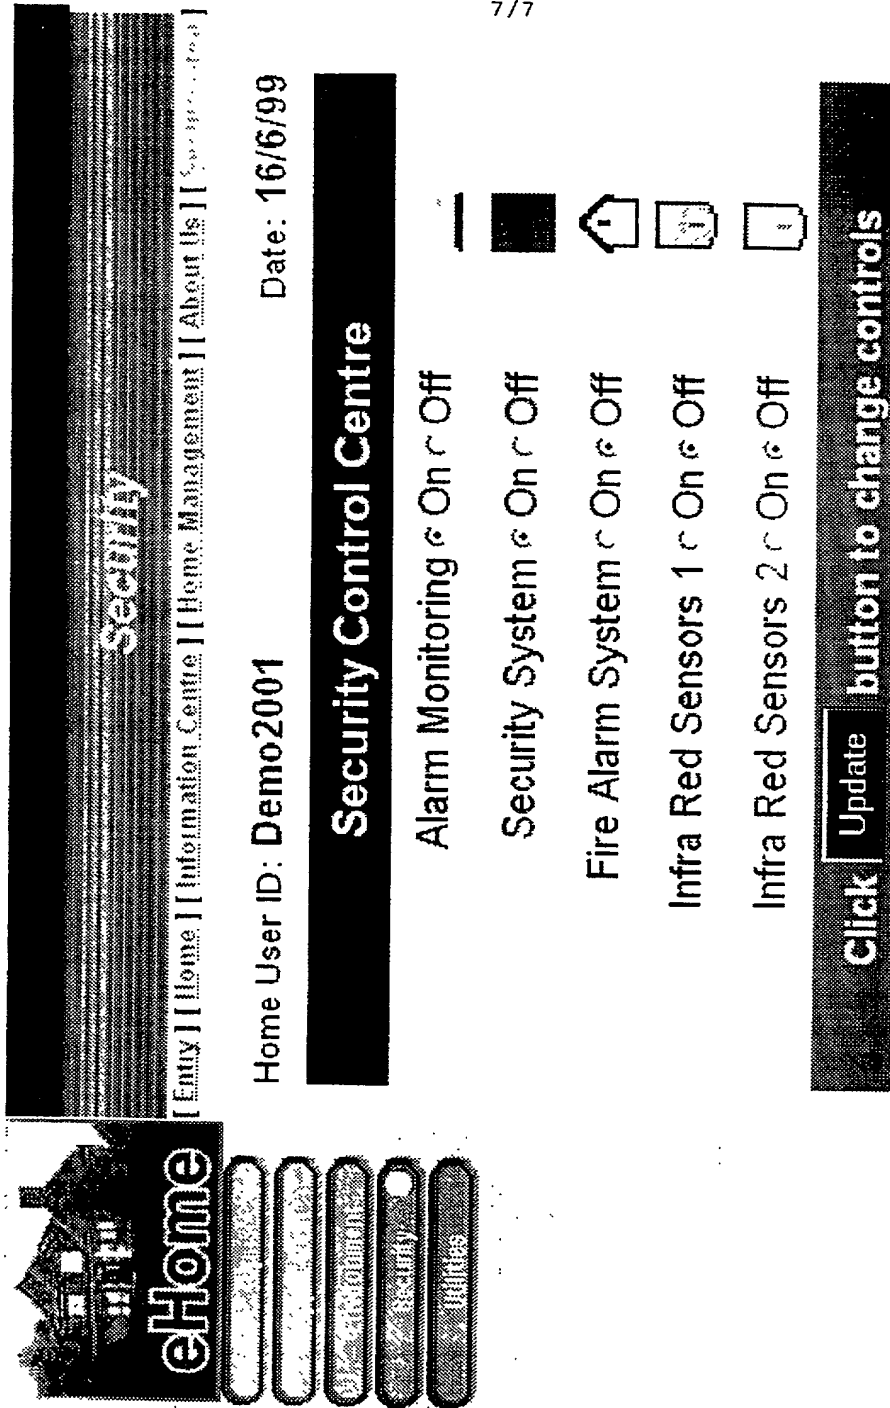 7/7
Security
[ Entry ] [ Home ] [ Information Centre ] [ Home Management ] [ About Us ] [
eHome
Security
Utilities
Home User ID: Demo2001 Date: 16/6/99
Security Control Centre
Alarm Monitoring On Off
Security System On Off
Fire Alarm System On Off
Infra Red Sensors 1 On Off
Infra Red Sensors 2 On Off
Click Update button to change controls